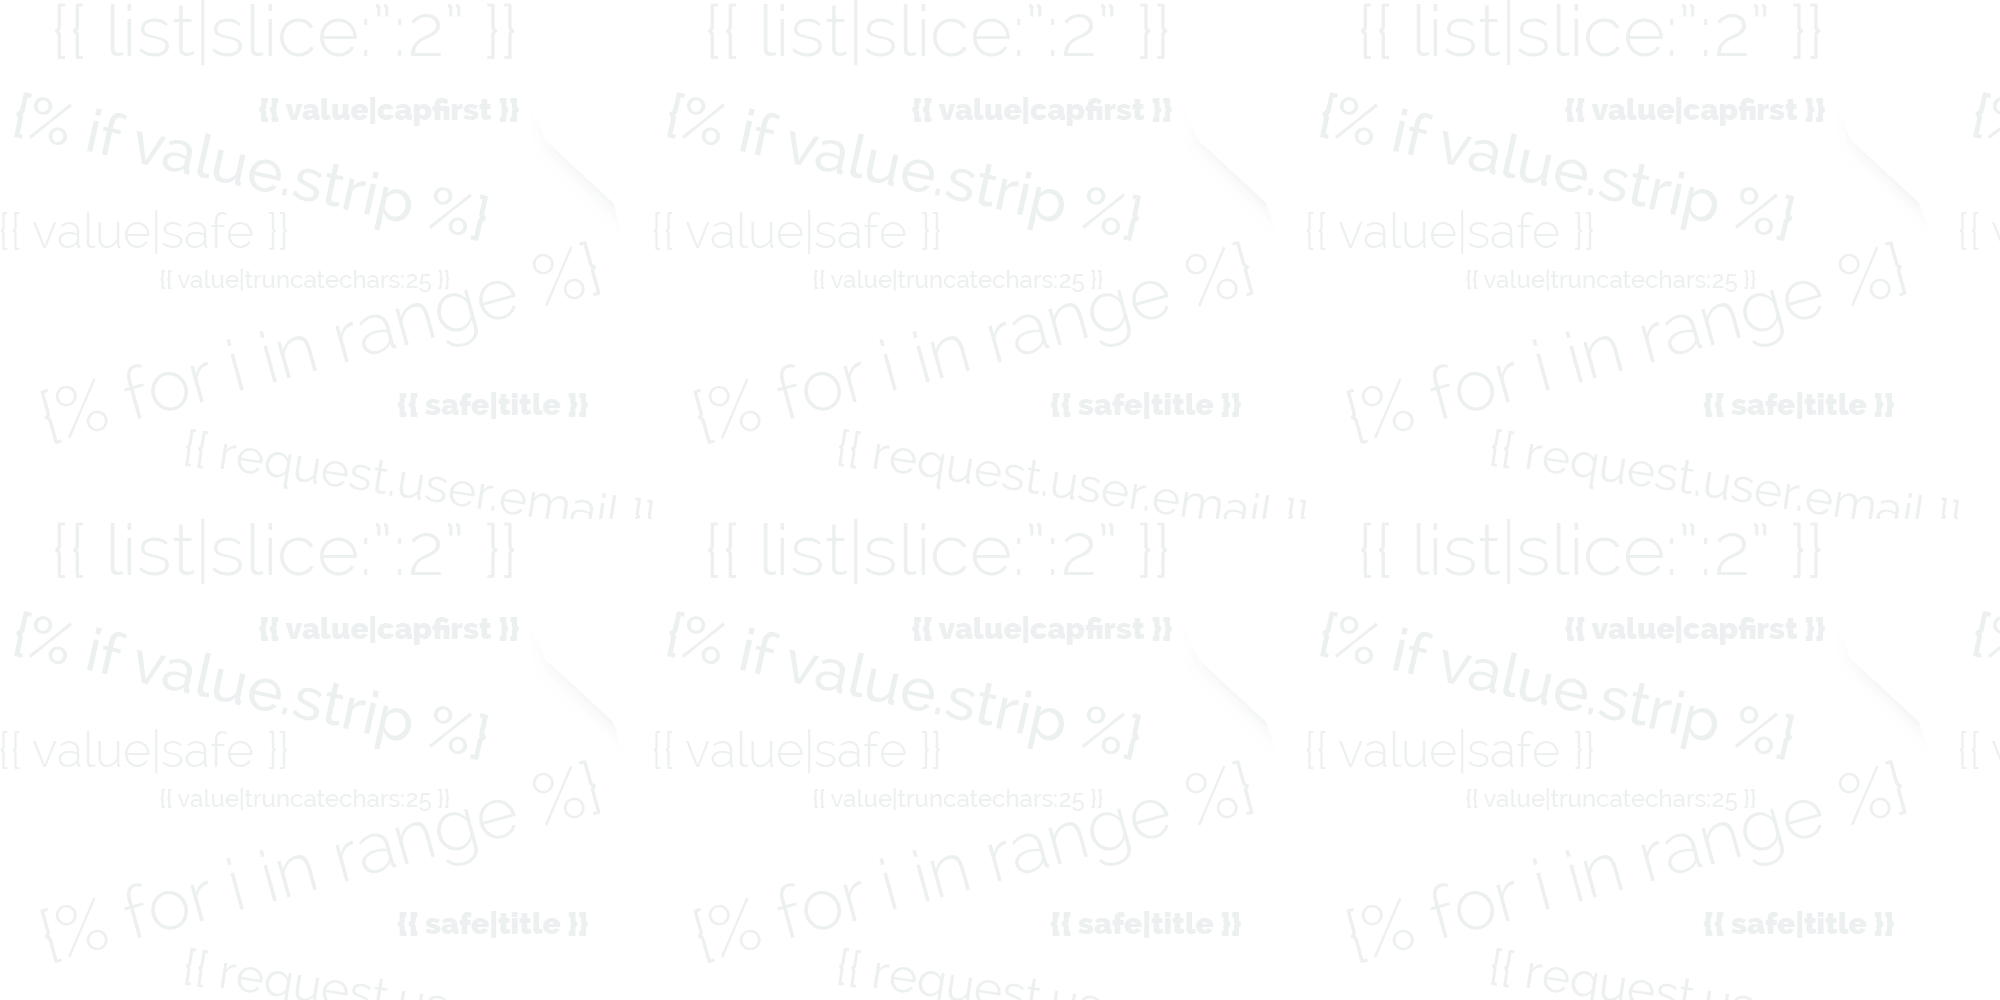 {{ list|slice:":2" }} {{ list|slice:":2" }} {{ list|slice:":2" }}
{{ value|capfirst }} {{ value|capfirst }} {{ value|capfirst }}
{% if value.strip %} {% if value.strip %} {% if value.strip %} {%
{{ value|safe }} {{ value|safe }} {{ value|safe }} {{
{{ value|truncatechars:25 }} {{ value|truncatechars:25 }} {{ value|truncatechars:25 }}
{% for i in range %} {% for i in range %} {% for i in range %}
{{ safe|title }} {{ safe|title }} {{ safe|title }}
{{ request.user.email }} {{ request.user.email }} {{ request.user.email }}
{{ list|slice:":2" }} {{ list|slice:":2" }} {{ list|slice:":2" }}
{{ value|capfirst }} {{ value|capfirst }} {{ value|capfirst }}
{% if value.strip %} {% if value.strip %} {% if value.strip %} {%
{{ value|safe }} {{ value|safe }} {{ value|safe }} {{
{{ value|truncatechars:25 }} {{ value|truncatechars:25 }} {{ value|truncatechars:25 }}
{% for i in range %} {% for i in range %} {% for i in range %}
{{ safe|title }} {{ safe|title }} {{ safe|title }}
{{ request.us {{ request.us {{ request.us